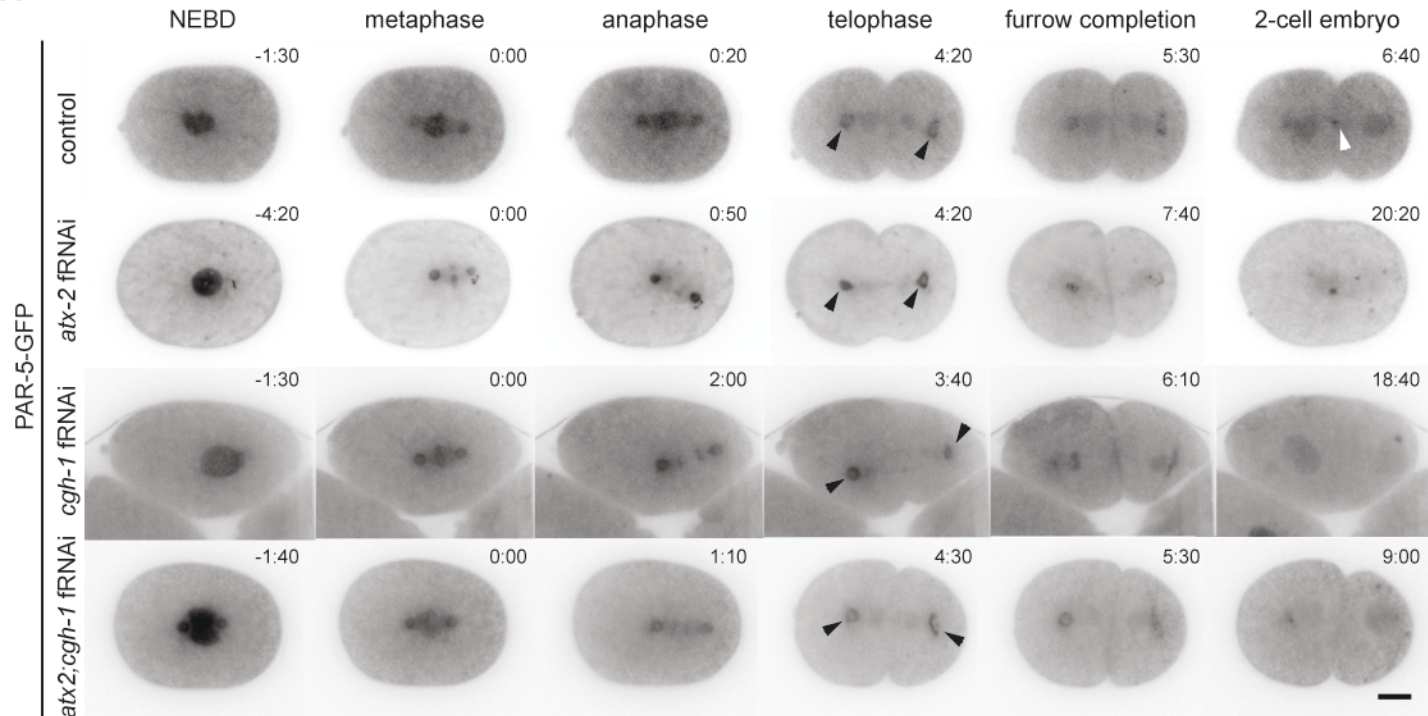 NEBD metaphase anaphase telophase furrow completion 2-cell embryo
PAR-5-GFP
control
-1:30 0:00 0:20 4:20 5:30 6:40
atx-2 fRNAi
-4:20 0:00 0:50 4:20 7:40 20:20
cgh-1 fRNAi
-1:30 0:00 2:00 3:40 6:10 18:40
atx2;cgh-1 fRNAi
-1:40 0:00 1:10 4:30 5:30 9:00